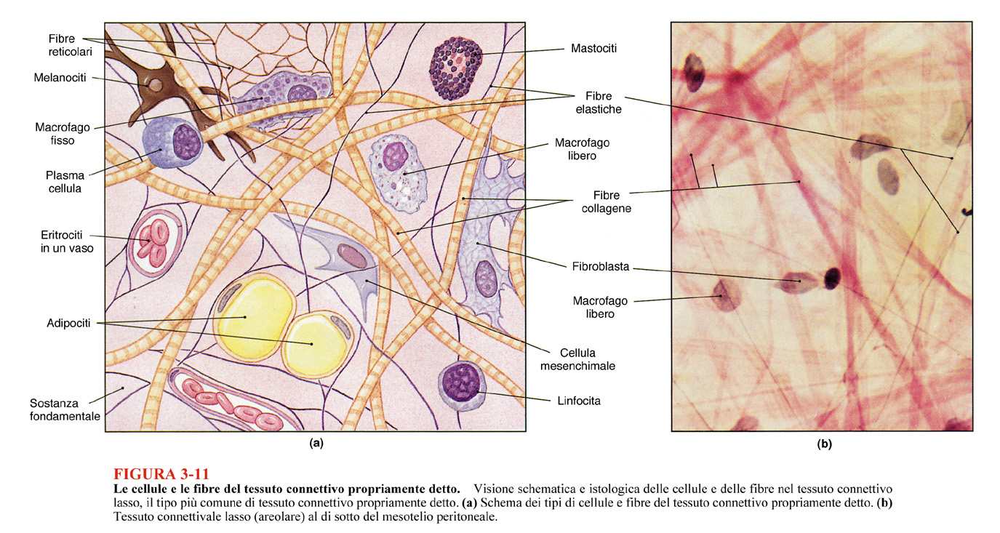 Fibre
reticolari
Melanociti
Macrofago
fisso
Plasma
cellula
Eritrociti
in un vaso
Adipociti
Sostanza
fondamentale
Mastociti
Fibre
elastiche
Macrofago
libero
Fibre
collagene
Fibroblasta
Macrofago
libero
Cellula
mesenchimale
Linfocita
(a)
(b)
FIGURA 3-11
Le cellule e le fibre del tessuto connettivo propriamente detto. Visione schematica e istologica delle cellule e delle fibre nel tessuto connettivo
lasso, il tipo più comune di tessuto connettivo propriamente detto. (a) Schema dei tipi di cellule e fibre del tessuto connettivo propriamente detto. (b)
Tessuto connettivale lasso (areolare) al di sotto del mesotelio peritoneale.